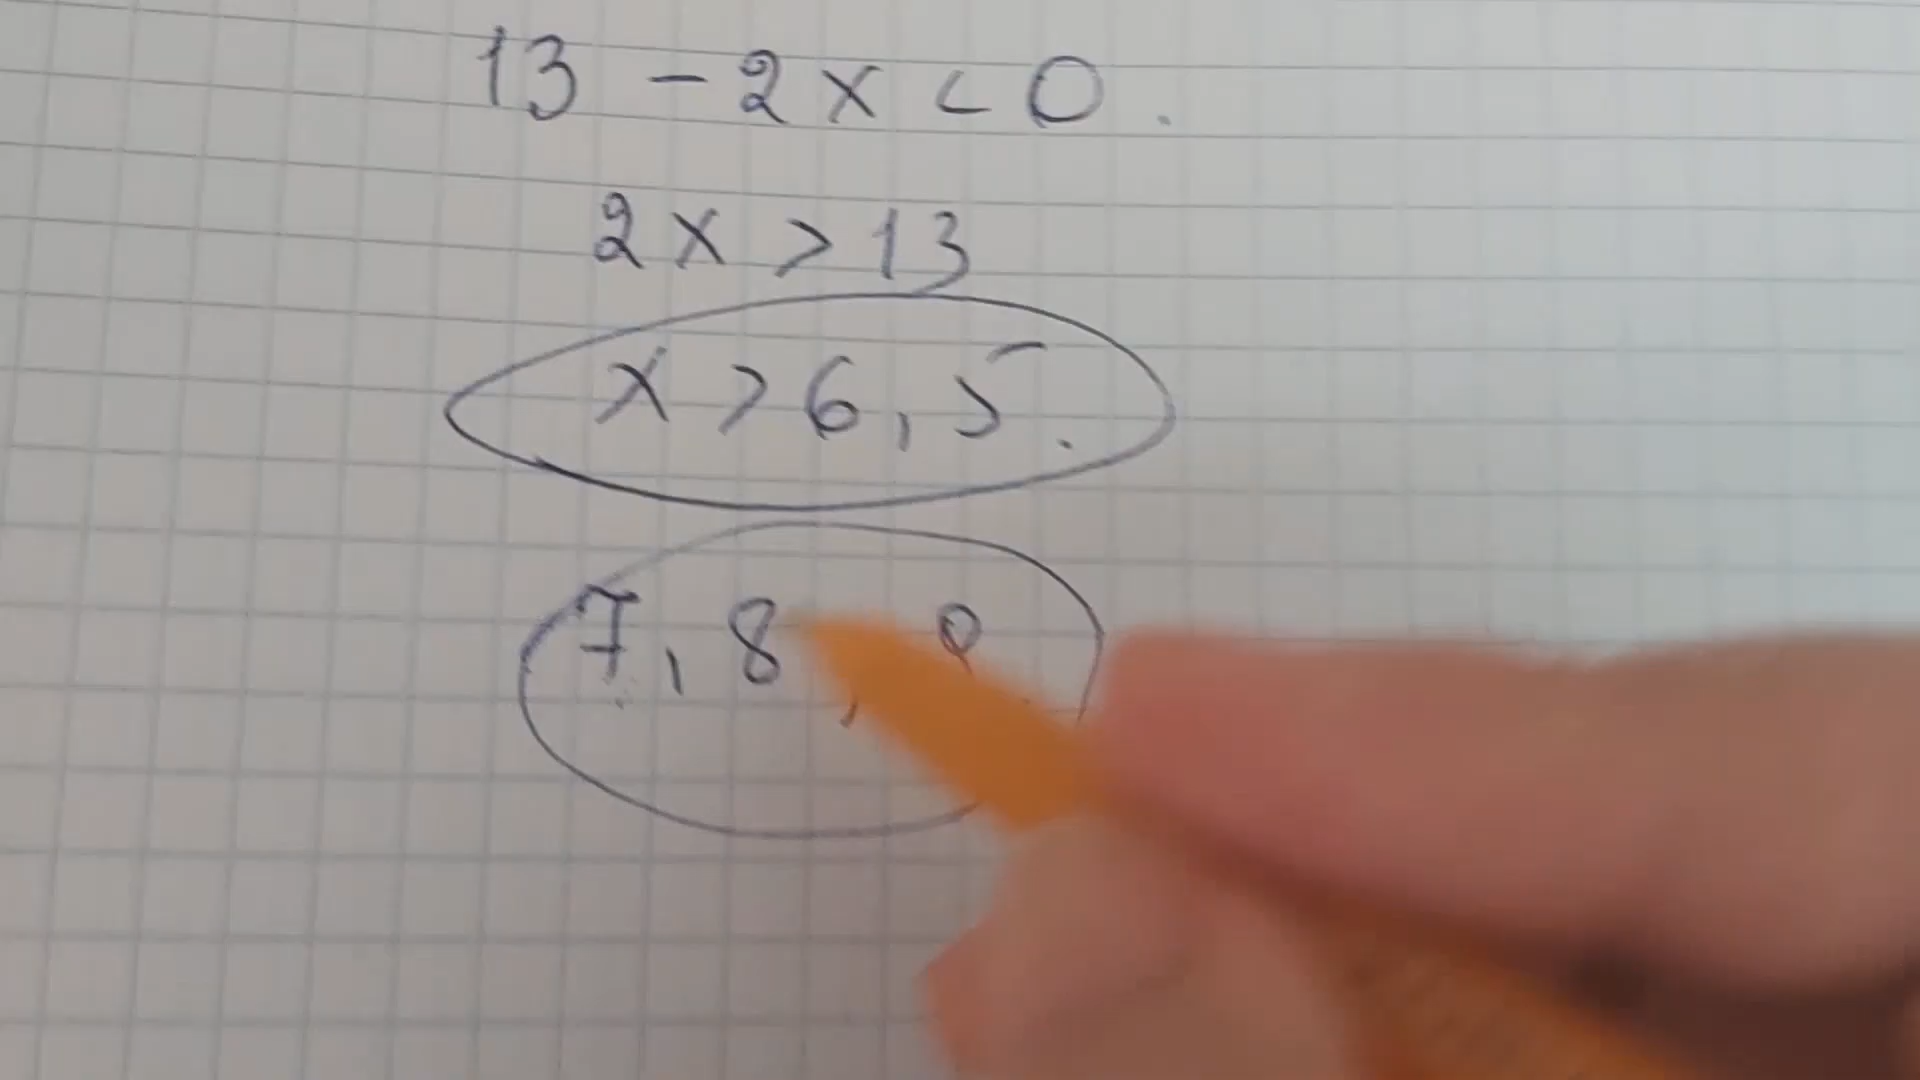 13 - 2x < 0.
2x > 13
x > 6,5.
7, 8,